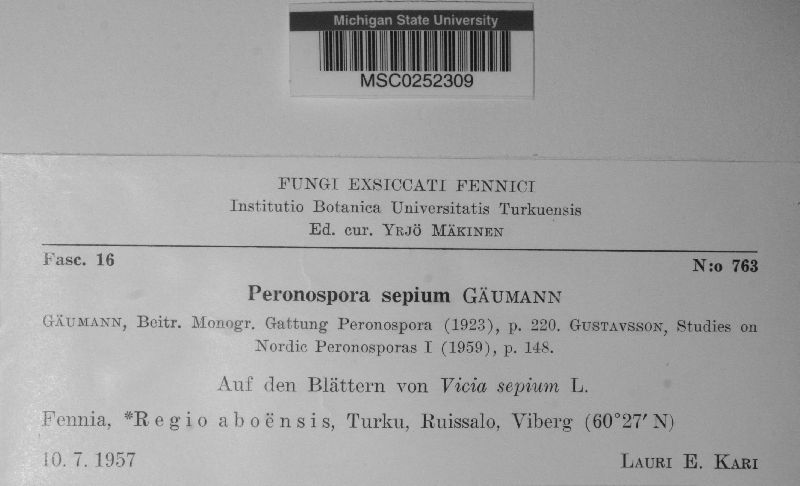 Michigan State University
MSC0252309
FUNGI EXSICCATI FENNICI
Institutio Botanica Universitatis Turkuensis
Ed. cur. YRJÖ MÄKINEN
Fasc. 16
N:o 763
Peronospora sepium GÄUMANN
GÄUMANN, Beitr. Monogr. Gattung Peronospora (1923), p. 220. GUSTAVSSON, Studies on
Nordic Peronosporas I (1959), p. 148.
Auf den Blättern von Vicia sepium L.
Fennia, *Regio aboënsis, Turku, Ruissalo, Viberg (60°27′ N)
10. 7. 1957
LAURI E. KARI